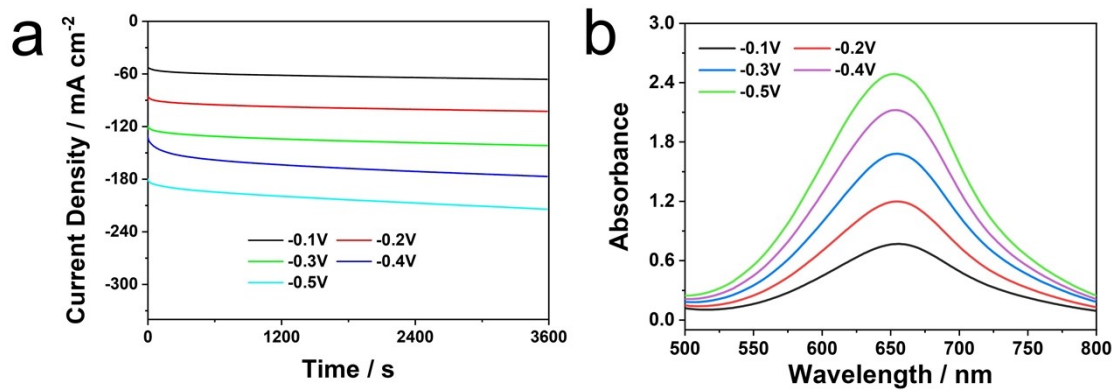 a
Current Density / mA cm-2
0
-60
-120
-180
-240
-300
-0.1V -0.2V
-0.3V -0.4V
-0.5V
0 1200 2400 3600
Time / s
b
Absorbance
3.0
2.4
1.8
1.2
0.6
0.0
-0.1V -0.2V
-0.3V -0.4V
-0.5V
500 550 600 650 700 750 800
Wavelength / nm